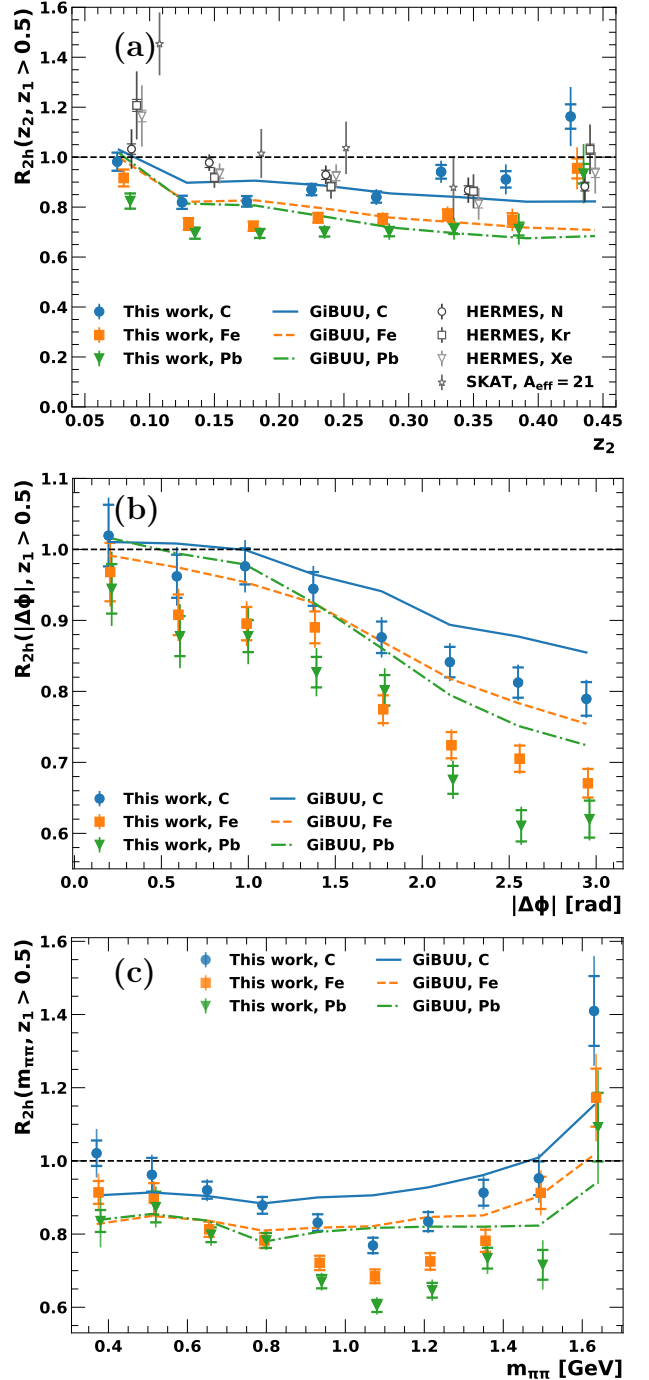 (a)
R2h(z2, z1 > 0.5)
1.6
1.4
1.2
1.0
0.8
0.6
0.4
0.2
0.0
This work, C
This work, Fe
This work, Pb
GiBUU, C
GiBUU, Fe
GiBUU, Pb
HERMES, N
HERMES, Kr
HERMES, Xe
SKAT, Aeff = 21
0.05 0.10 0.15 0.20 0.25 0.30 0.35 0.40 0.45
z2
(b)
R2h(|Δϕ|, z1 > 0.5)
1.1
1.0
0.9
0.8
0.7
0.6
This work, C
This work, Fe
This work, Pb
GiBUU, C
GiBUU, Fe
GiBUU, Pb
0.0 0.5 1.0 1.5 2.0 2.5 3.0
|Δϕ| [rad]
(c)
R2h(mππ, z1 > 0.5)
1.6
1.4
1.2
1.0
0.8
0.6
This work, C
This work, Fe
This work, Pb
GiBUU, C
GiBUU, Fe
GiBUU, Pb
0.4 0.6 0.8 1.0 1.2 1.4 1.6
mππ [GeV]